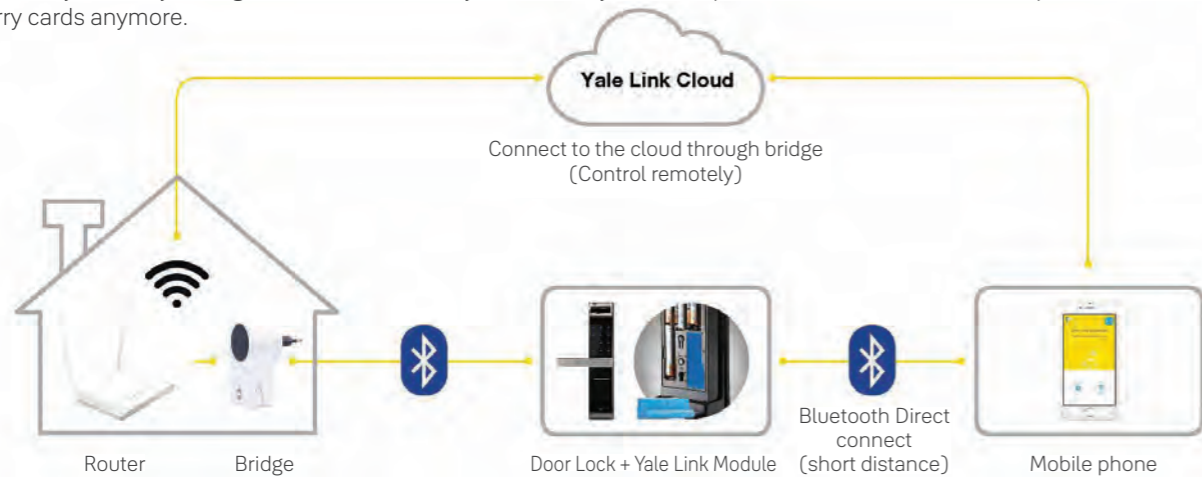 rry cards anymore.
Yale Link Cloud
Connect to the cloud through bridge
(Control remotely)
Bluetooth Direct
connect
(short distance)
Router
Bridge
Door Lock + Yale Link Module
Mobile phone